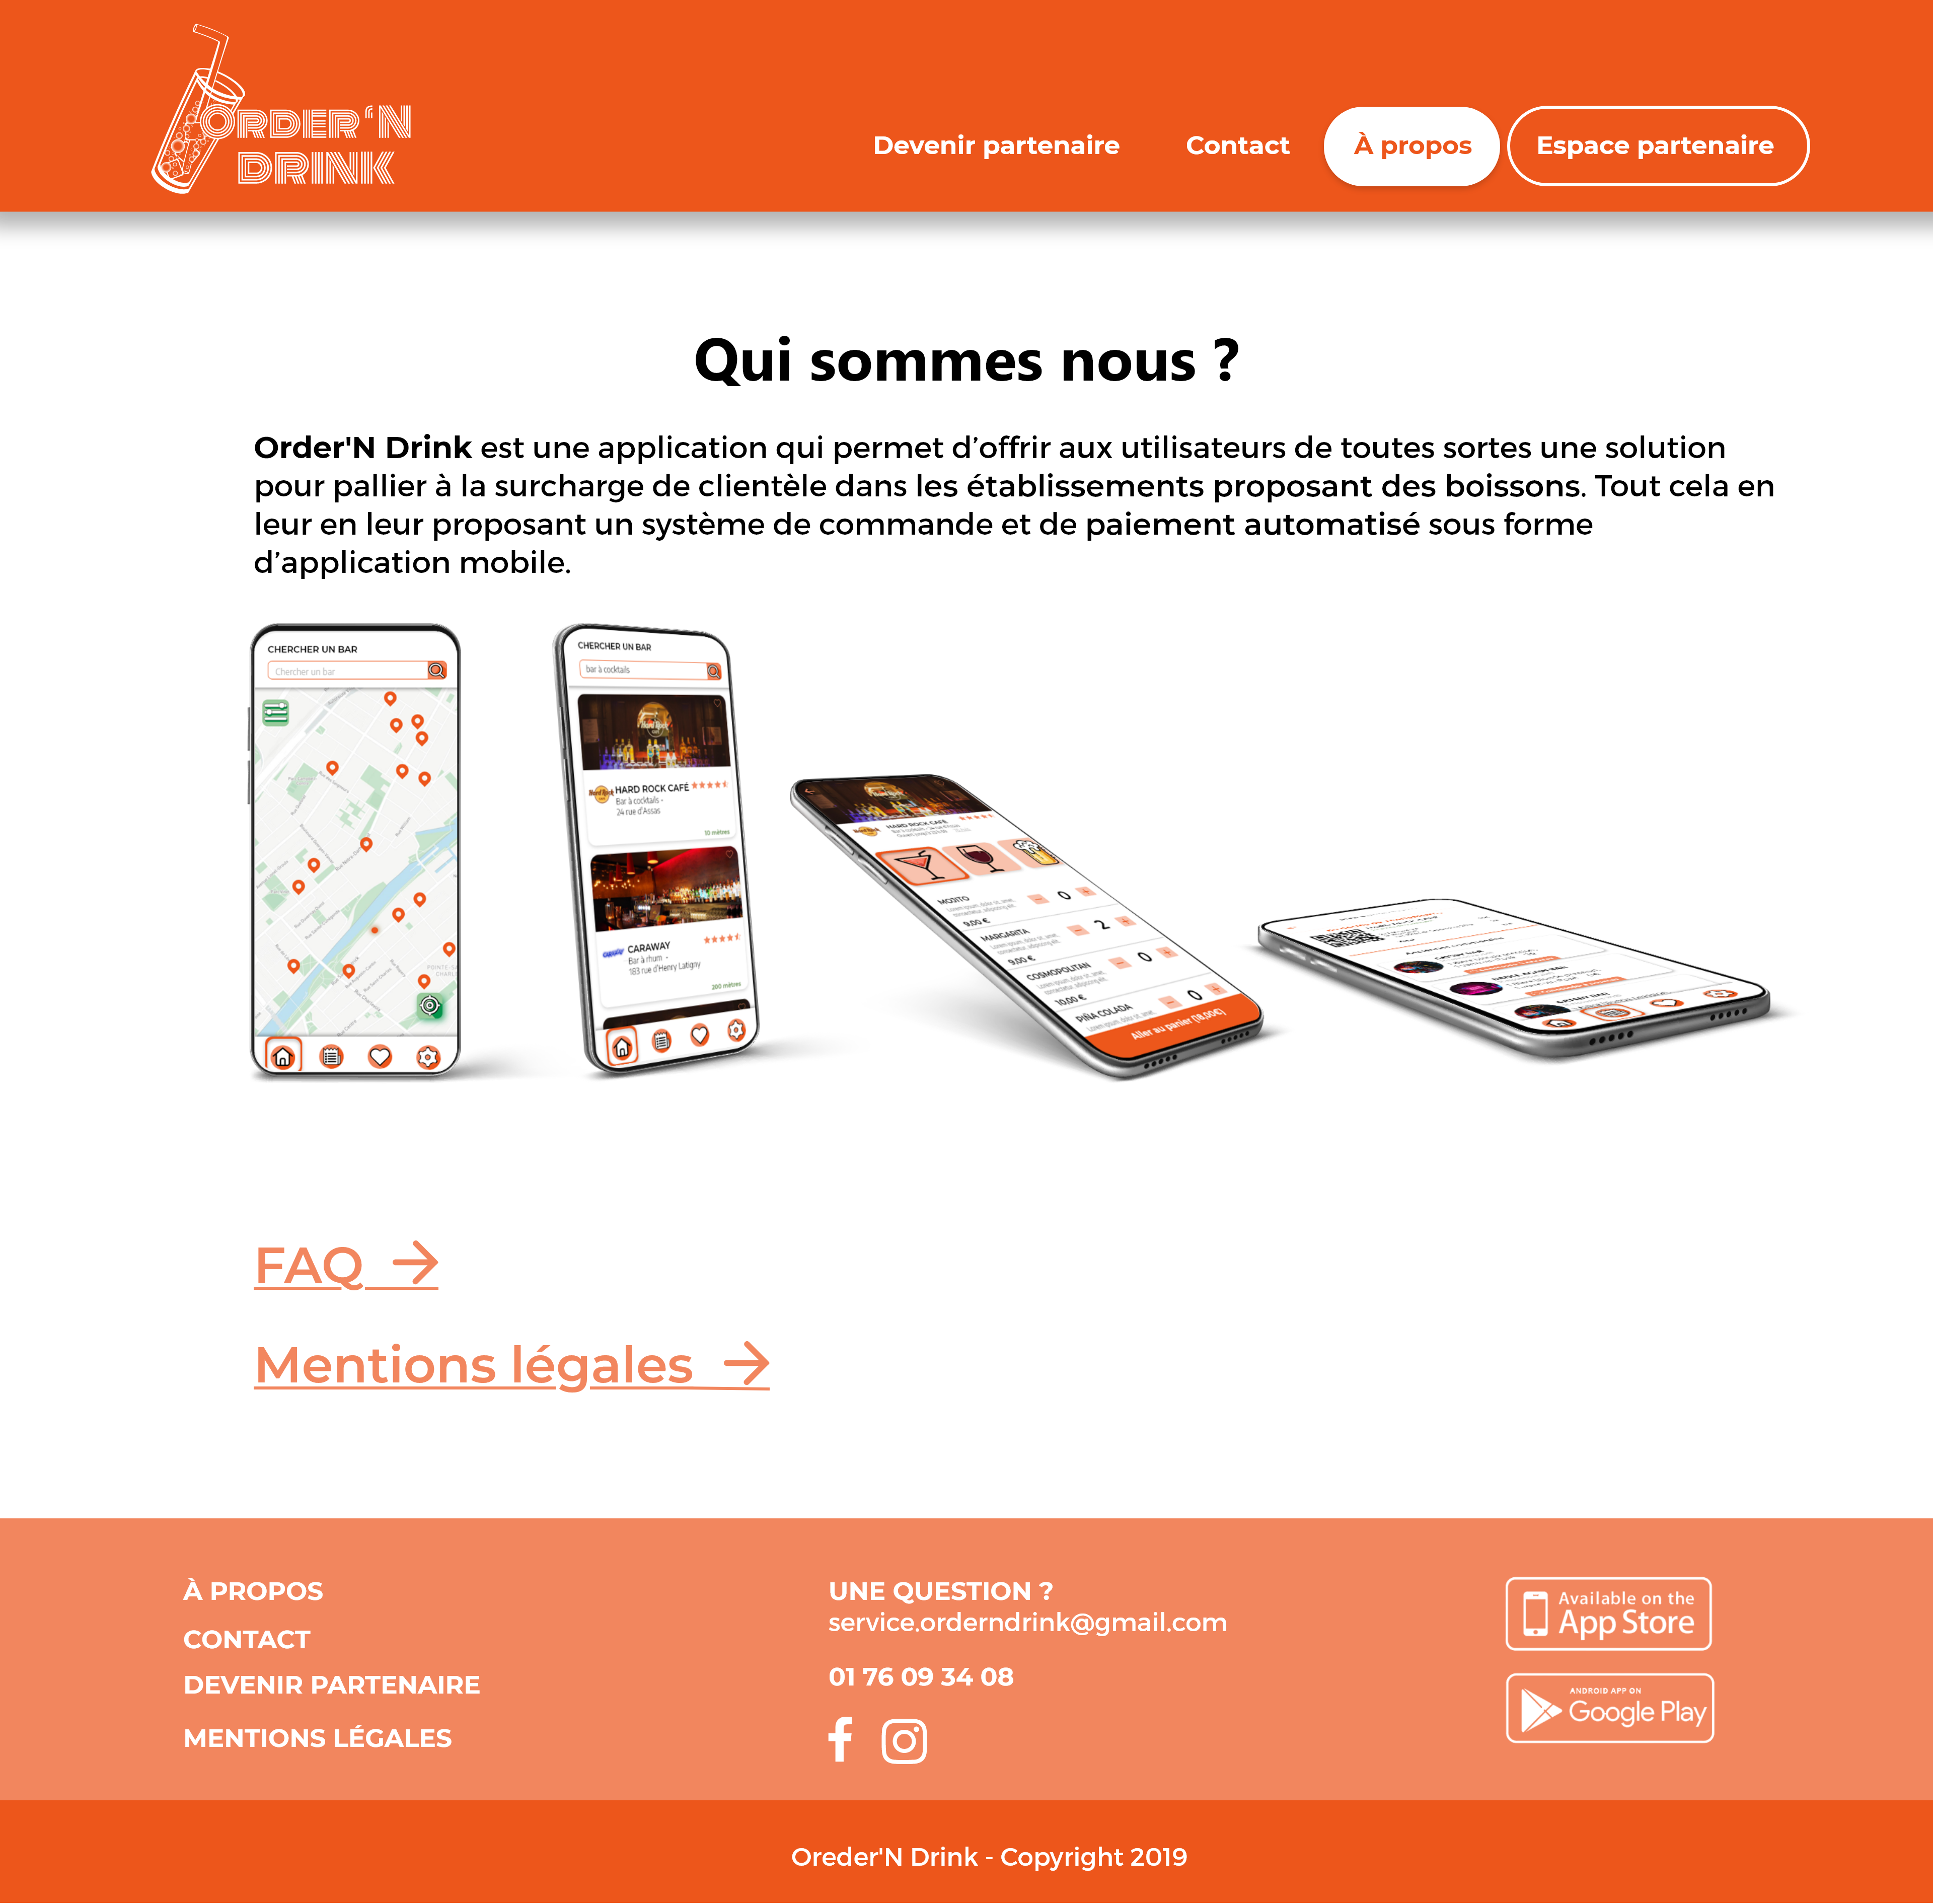 ORDER'N
DRINK
Devenir partenaire
Contact
À propos
Espace partenaire
Qui sommes nous ?
Order'N Drink est une application qui permet d’offrir aux utilisateurs de toutes sortes une solution
pour pallier à la surcharge de clientèle dans les établissements proposant des boissons. Tout cela en
leur en leur proposant un système de commande et de paiement automatisé sous forme
d’application mobile.
CHERCHER UN BAR
Chercher un bar
CHERCHER UN BAR
bar à cocktails
HARD ROCK CAFÉ
Bar à cocktails -
24 rue d'Assas
10 mètres
CARAWAY
Bar à rhum -
183 rue d'Henry Latigny
200 mètres
HARD ROCK CAFÉ
MOJITO
0
9,00 €
MARGARITA
2
9,00 €
COSMOPOLITAN
0
10,00 €
PIÑA COLADA
0
Aller au panier (18,00€)
FAQ
Mentions légales
À PROPOS
CONTACT
DEVENIR PARTENAIRE
MENTIONS LÉGALES
UNE QUESTION ?
service.orderndrink@gmail.com
01 76 09 34 08
Available on the
App Store
ANDROID APP ON
Google Play
Oreder'N Drink - Copyright 2019